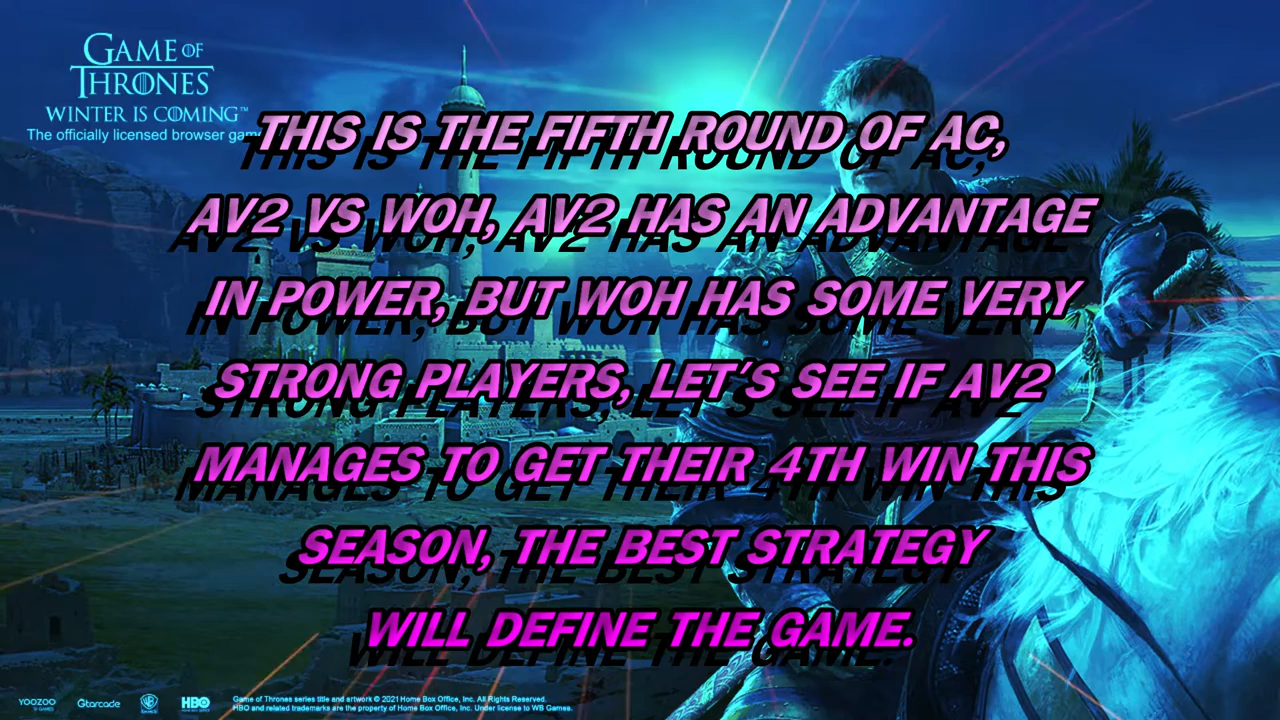 GAME OF
THRONES
WINTER IS COMING™
The officially licensed browser game
THIS IS THE FIFTH ROUND OF AC,
AV2 VS WOH, AV2 HAS AN ADVANTAGE
IN POWER, BUT WOH HAS SOME VERY
STRONG PLAYERS, LET'S SEE IF AV2
MANAGES TO GET THEIR 4TH WIN THIS
SEASON, THE BEST STRATEGY
WILL DEFINE THE GAME.
YOOZOO
Gtarcade
HBO
Game of Thrones series title and artwork © 2021 Home Box Office, Inc. All Rights Reserved.
HBO and related trademarks are the property of Home Box Office, Inc. Under license to WB Games.